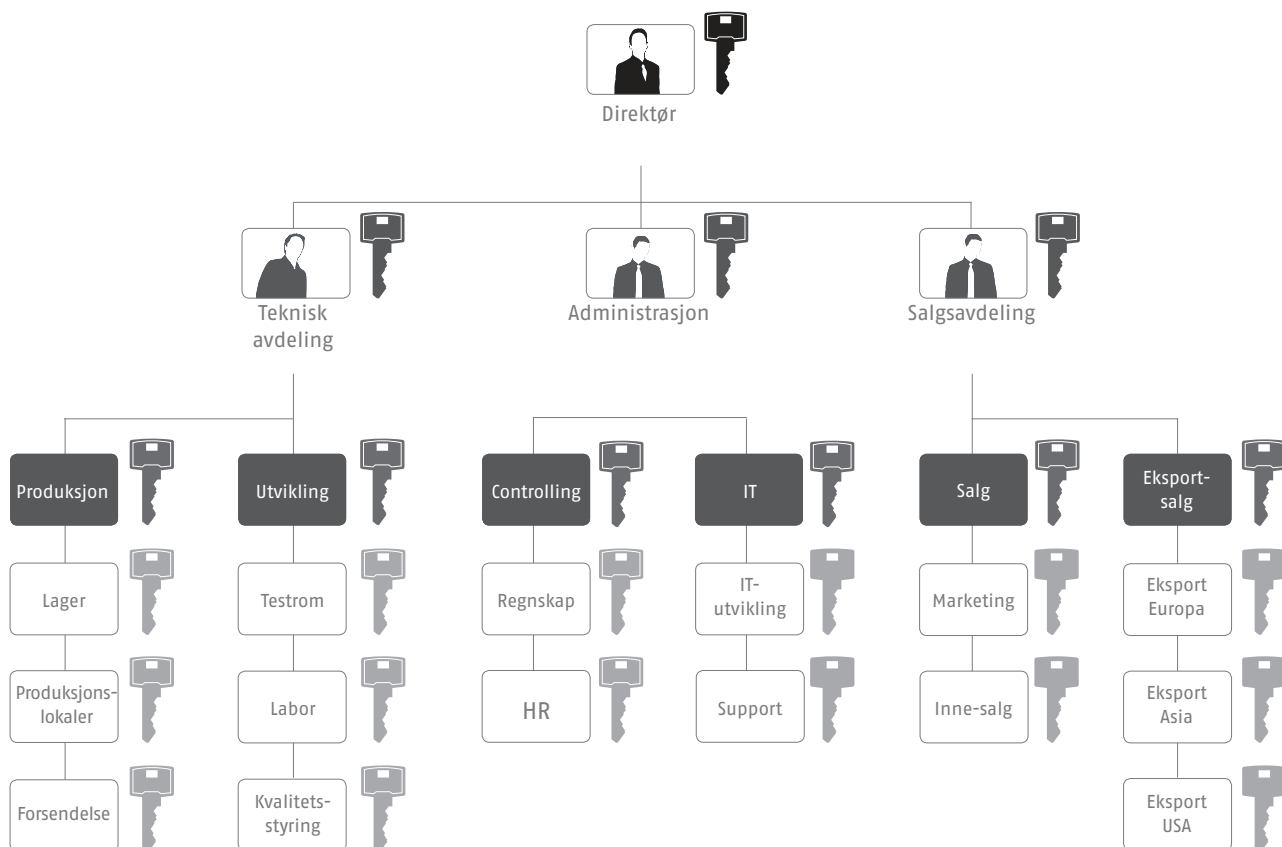 Direktør
Teknisk
avdeling
Administrasjon
Salgsavdeling
Produksjon
Utvikling
Controlling
IT
Salg
Eksport-
salg
Lager
Testrom
Regnskap
IT-
utvikling
Marketing
Eksport
Europa
Produksjons-
lokaler
Labor
HR
Support
Inne-salg
Eksport
Asia
Forsendelse
Kvalitets-
styring
Eksport
USA